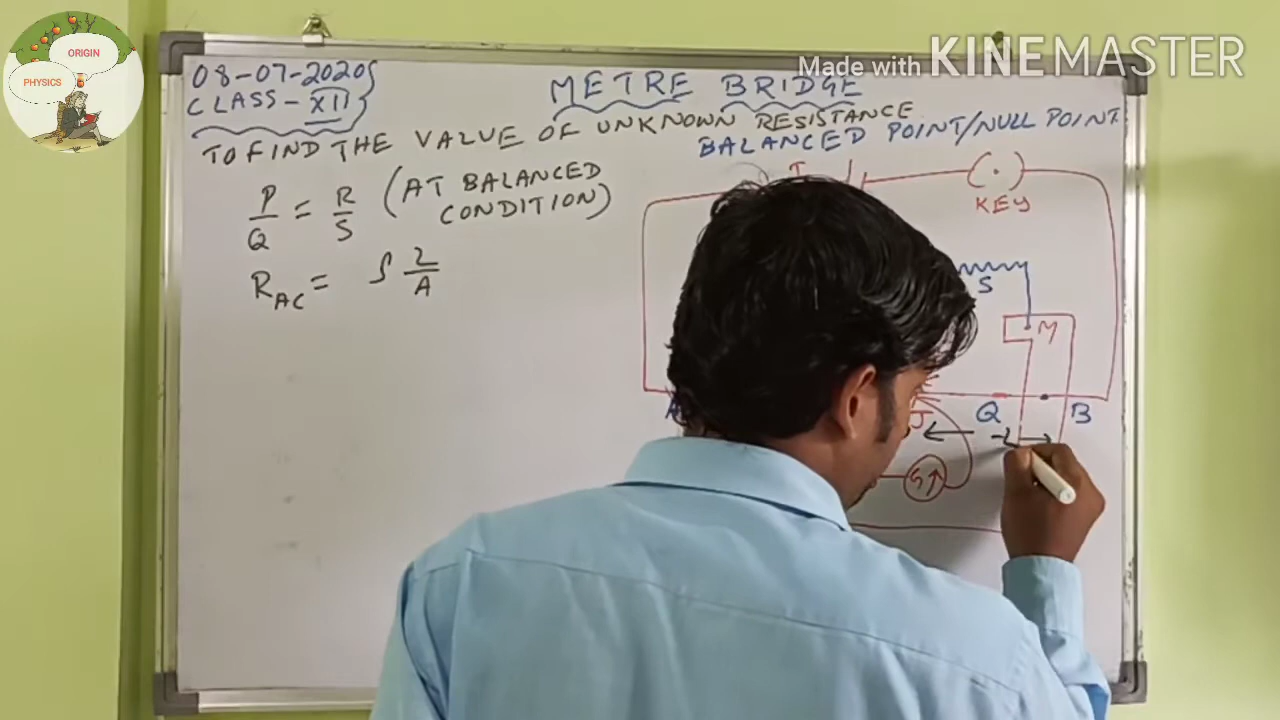 ORIGIN
PHYSICS
Made with KINEMASTER
08-07-2020
CLASS-XII
METRE BRIDGE
TO FIND THE VALUE OF UNKNOWN RESISTANCE
BALANCED POINT/NULL POINT
P/Q = R/S (AT BALANCED
CONDITION)
R_AC = ρ l/A
I
KEY
S
M
J
Q
B
A
G